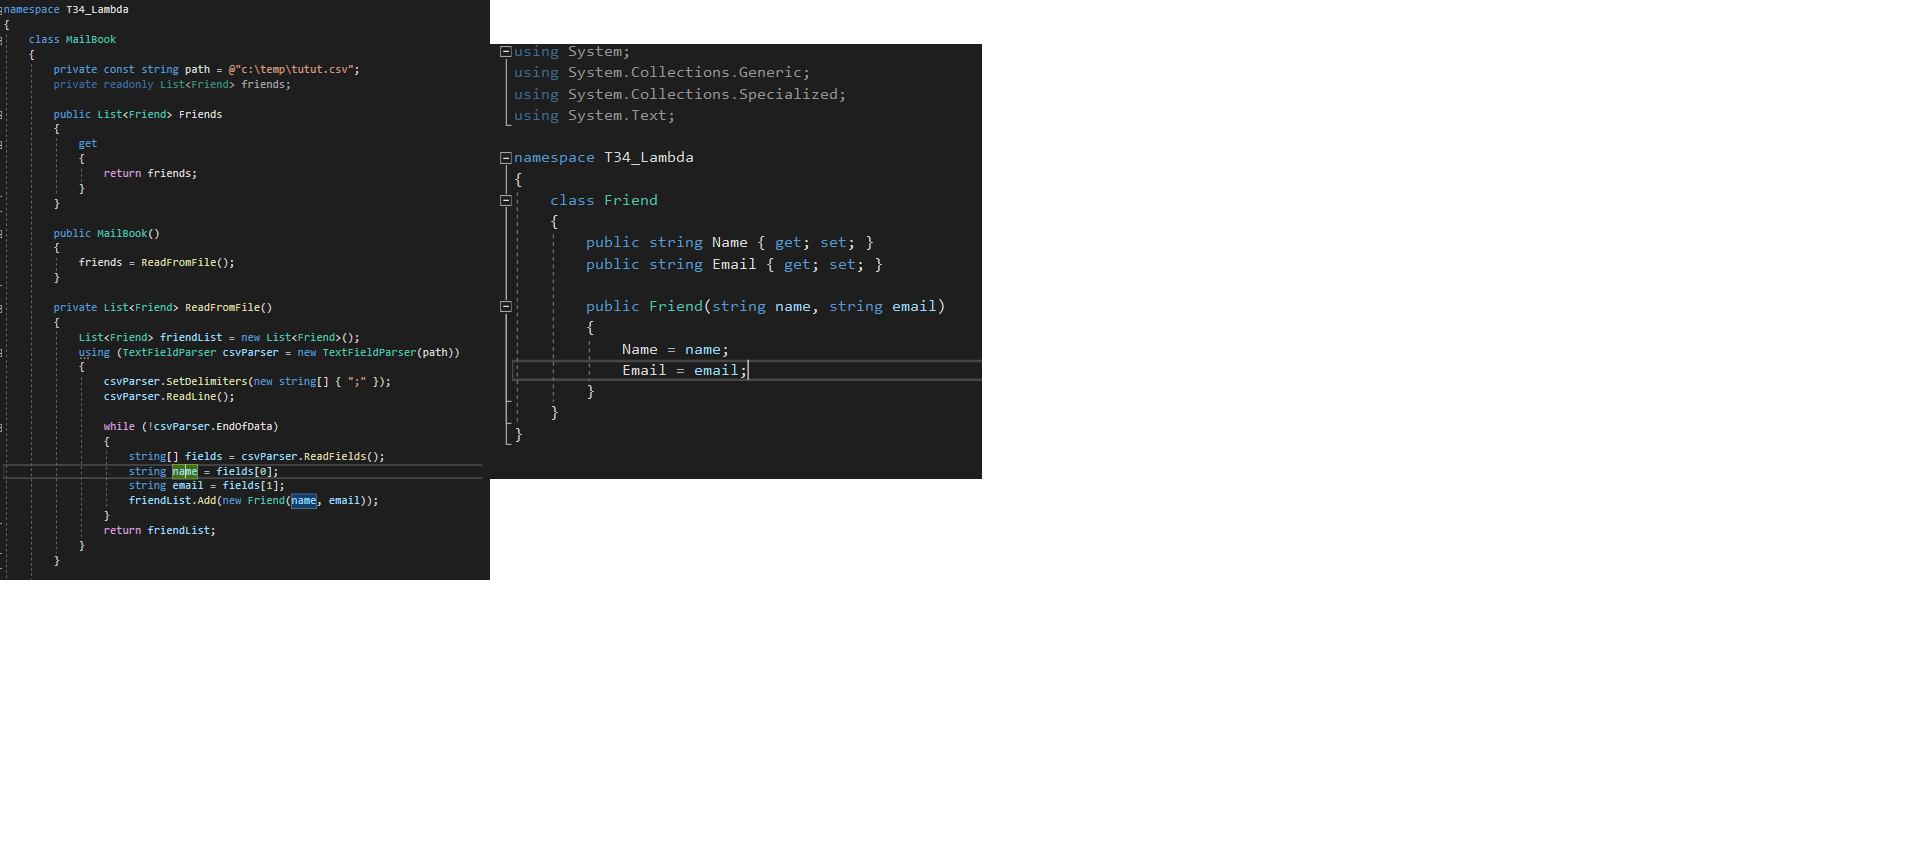 namespace T34_Lambda
{
class MailBook
{
private const string path = @"c:\temp\tutut.csv";
private readonly List<Friend> friends;
public List<Friend> Friends
{
get
{
return friends;
}
}
public MailBook()
{
friends = ReadFromFile();
}
private List<Friend> ReadFromFile()
{
List<Friend> friendList = new List<Friend>();
using (TextFieldParser csvParser = new TextFieldParser(path))
{
csvParser.SetDelimiters(new string[] { ";" });
csvParser.ReadLine();
while (!csvParser.EndOfData)
{
string[] fields = csvParser.ReadFields();
string name = fields[0];
string email = fields[1];
friendList.Add(new Friend(name, email));
}
return friendList;
}
}
using System;
using System.Collections.Generic;
using System.Collections.Specialized;
using System.Text;
namespace T34_Lambda
{
class Friend
{
public string Name { get; set; }
public string Email { get; set; }
public Friend(string name, string email)
{
Name = name;
Email = email;
}
}
}